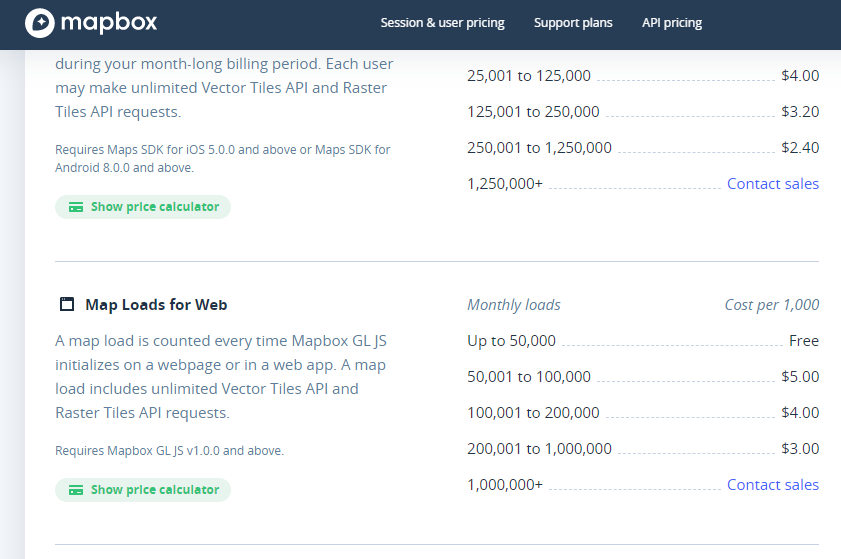 mapbox
Session & user pricing Support plans API pricing
during your month-long billing period. Each user
may make unlimited Vector Tiles API and Raster
Tiles API requests.
Requires Maps SDK for iOS 5.0.0 and above or Maps SDK for
Android 8.0.0 and above.
Show price calculator
25,001 to 125,000 $4.00
125,001 to 250,000 $3.20
250,001 to 1,250,000 $2.40
1,250,000+ Contact sales
Map Loads for Web
A map load is counted every time Mapbox GL JS
initializes on a webpage or in a web app. A map
load includes unlimited Vector Tiles API and
Raster Tiles API requests.
Requires Mapbox GL JS v1.0.0 and above.
Show price calculator
Monthly loads Cost per 1,000
Up to 50,000 Free
50,001 to 100,000 $5.00
100,001 to 200,000 $4.00
200,001 to 1,000,000 $3.00
1,000,000+ Contact sales